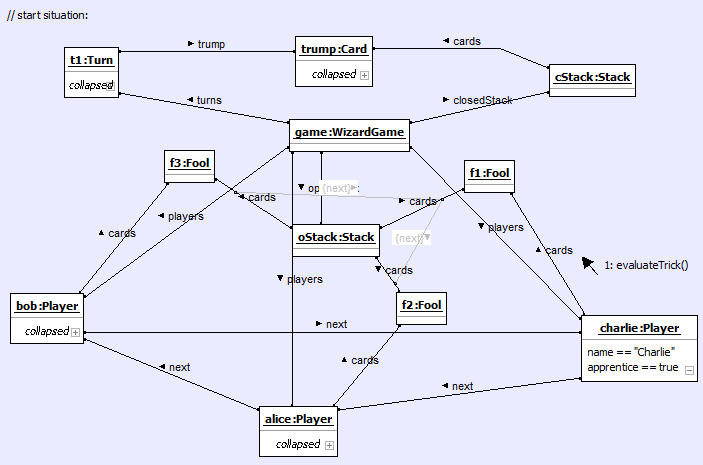 // start situation:
► trump
trump:Card
◄ cards
t1:Turn
collapsed
collapsed
cStack:Stack
◄ turns
► closedStack
game:WizardGame
f3:Fool
f1:Fool
{next}►
◄ cards
► cards
◄ players
▲ cards
▼ players
oStack:Stack
{next}▼
▲ cards
▼ players
▼ cards
1: evaluateTrick()
bob:Player
f2:Fool
collapsed
► next
charlie:Player
name == "Charlie"
▲ cards
◄ next
apprentice == true
◄ next
alice:Player
collapsed